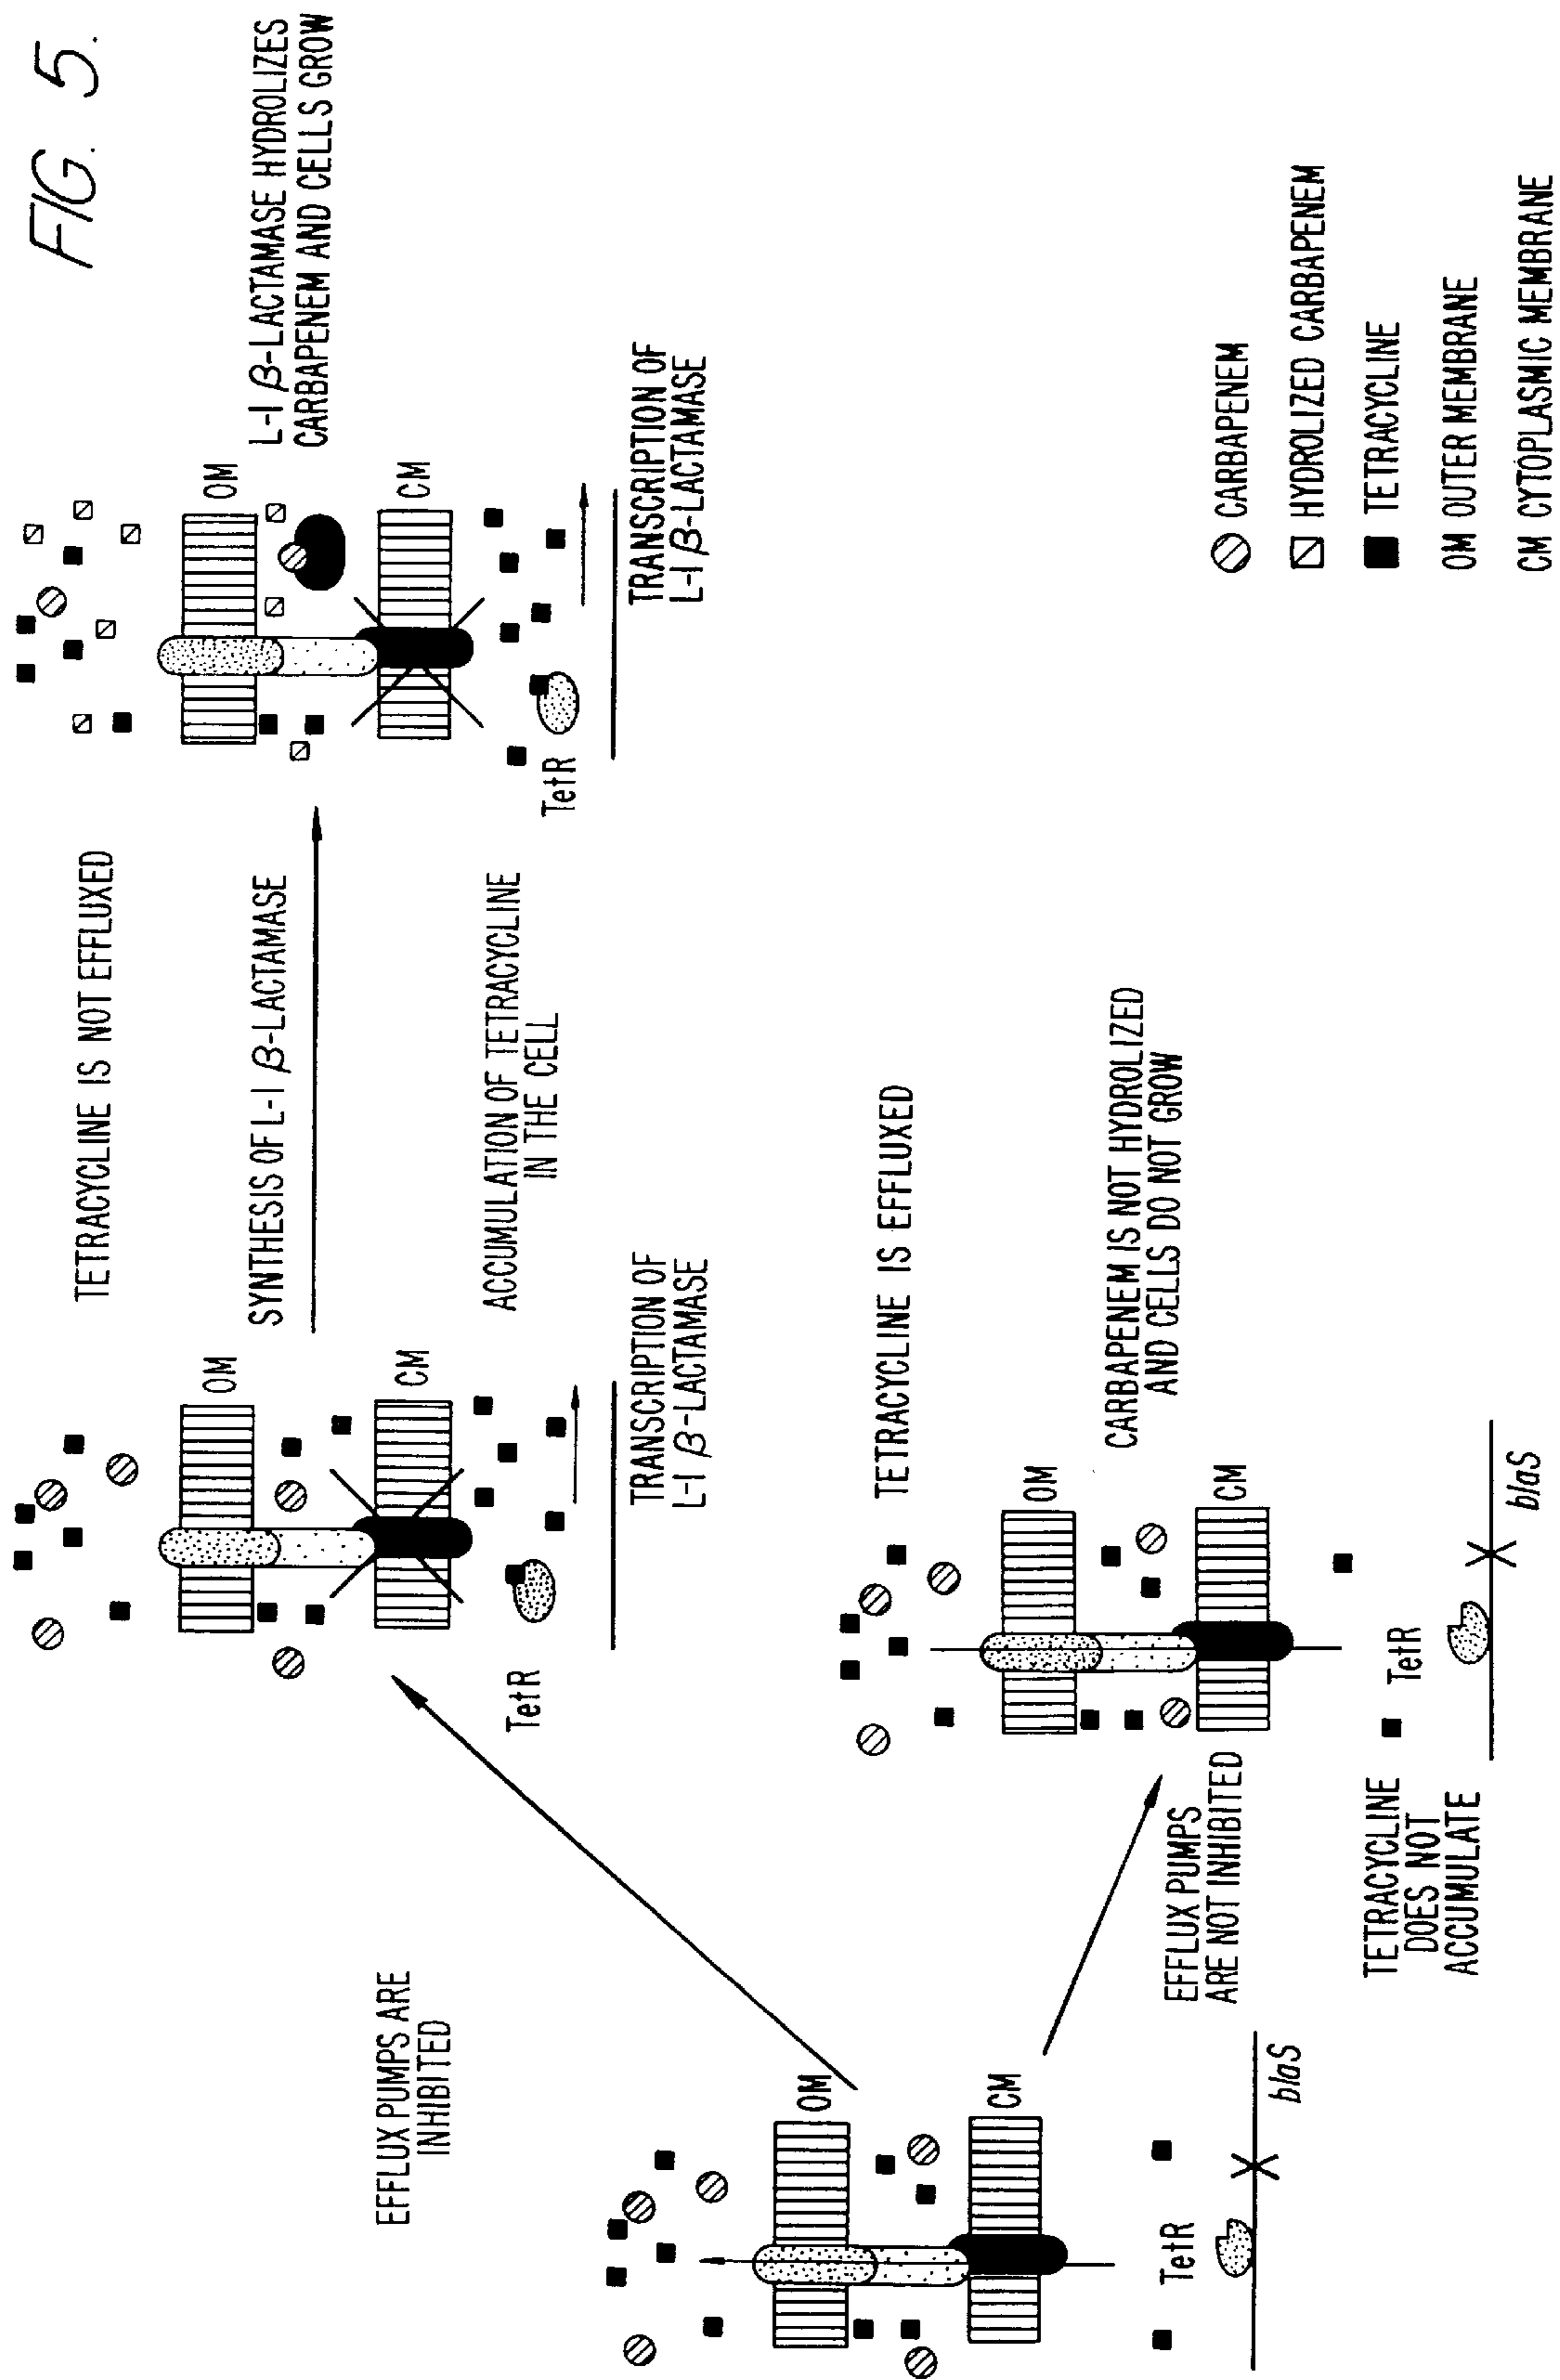 FIG. 5.
EFFLUX PUMPS ARE
INHIBITED
OM
CM
TetR
blaS
EFFLUX PUMPS
ARE NOT INHIBITED
OM
CM
TetR
TRANSCRIPTION OF
L-I β-LACTAMASE
TETRACYCLINE IS NOT EFFLUXED
SYNTHESIS OF L-I β-LACTAMASE
ACCUMULATION OF TETRACYCLINE
IN THE CELL
OM
CM
TetR
TRANSCRIPTION OF
L-I β-LACTAMASE
L-I β-LACTAMASE HYDROLIZES
CARBAPENEM AND CELLS GROW
TETRACYCLINE
DOES NOT
ACCUMULATE
OM
CM
TetR
blaS
TETRACYCLINE IS EFFLUXED
CARBAPENEM IS NOT HYDROLIZED
AND CELLS DO NOT GROW
CARBAPENEM
HYDROLIZED CARBAPENEM
TETRACYCLINE
OM OUTER MEMBRANE
CM CYTOPLASMIC MEMBRANE